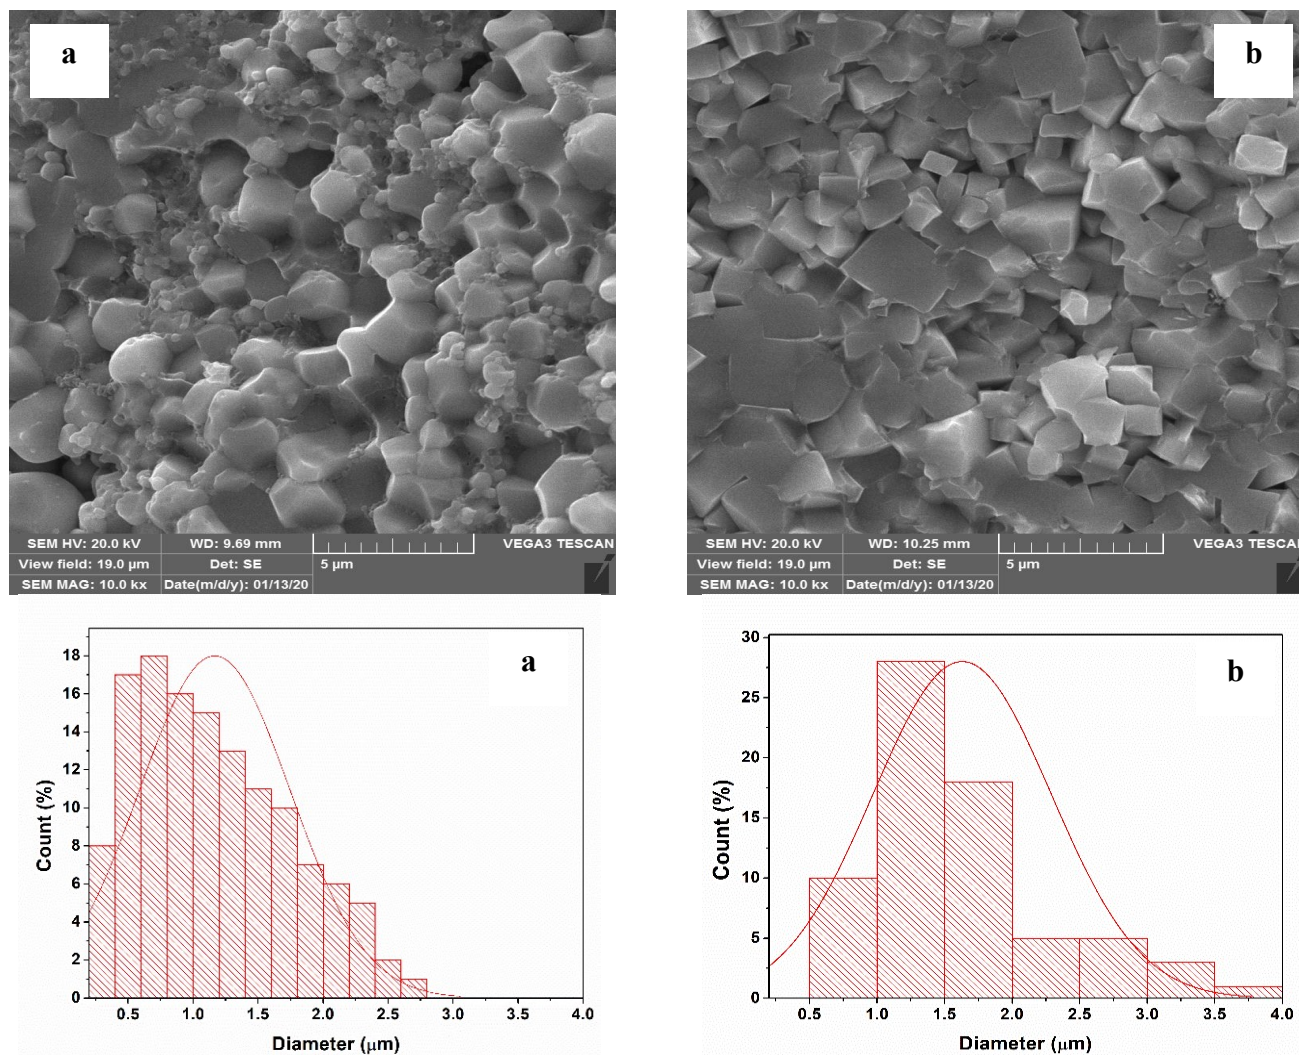 a
b
SEM HV: 20.0 kV WD: 9.69 mm VEGA3 TESCAN
View field: 19.0 µm Det: SE 5 µm
SEM MAG: 10.0 kx Date(m/d/y): 01/13/20
SEM HV: 20.0 kV WD: 10.25 mm VEGA3 TESCAN
View field: 19.0 µm Det: SE 5 µm
SEM MAG: 10.0 kx Date(m/d/y): 01/13/20
a
18
16
14
12
10
8
6
4
2
0
Count (%)
0.5 1.0 1.5 2.0 2.5 3.0 3.5 4.0
Diameter (µm)
b
30
25
20
15
10
5
0
Count (%)
0.5 1.0 1.5 2.0 2.5 3.0 3.5 4.0
Diameter (µm)